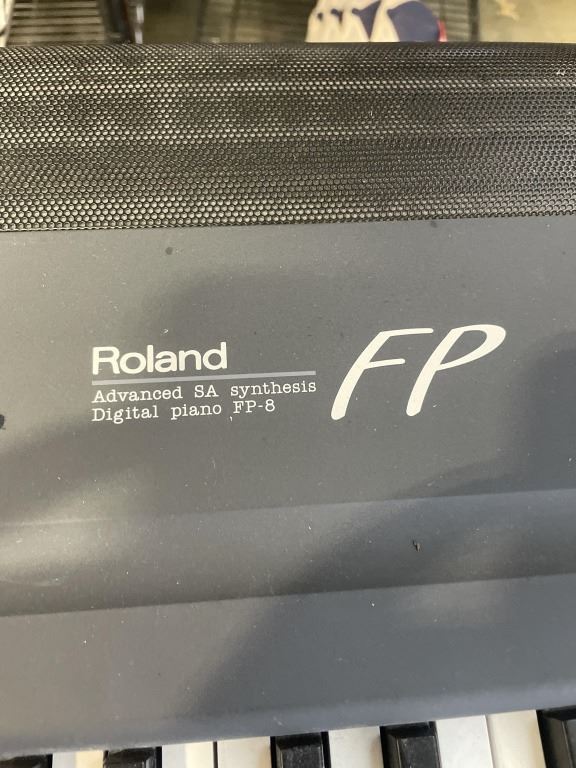 Roland
Advanced SA synthesis
Digital piano FP-8
FP